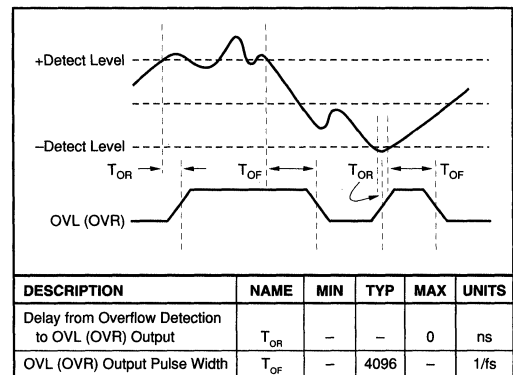 +Detect Level
−Detect Level
T_OR T_OF T_OR T_OF
OVL (OVR)
DESCRIPTION NAME MIN TYP MAX UNITS
Delay from Overflow Detection
to OVL (OVR) Output T_OR – – 0 ns
OVL (OVR) Output Pulse Width T_OF – 4096 – 1/fs